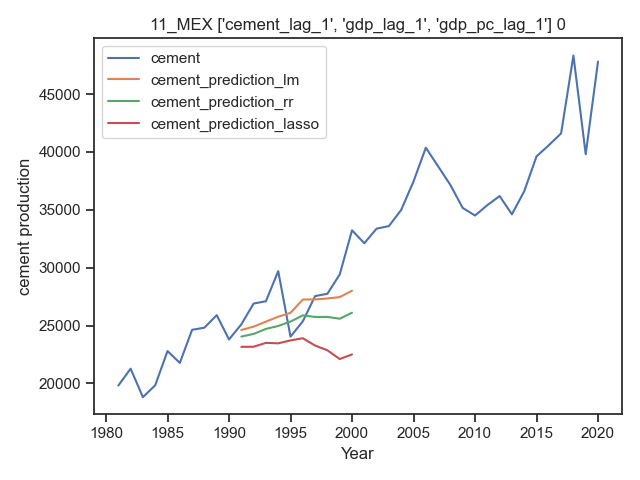 11_MEX ['cement_lag_1', 'gdp_lag_1', 'gdp_pc_lag_1'] 0
cement
cement_prediction_lm
cement_prediction_rr
cement_prediction_lasso
cement production
45000
40000
35000
30000
25000
20000
1980 1985 1990 1995 2000 2005 2010 2015 2020
Year